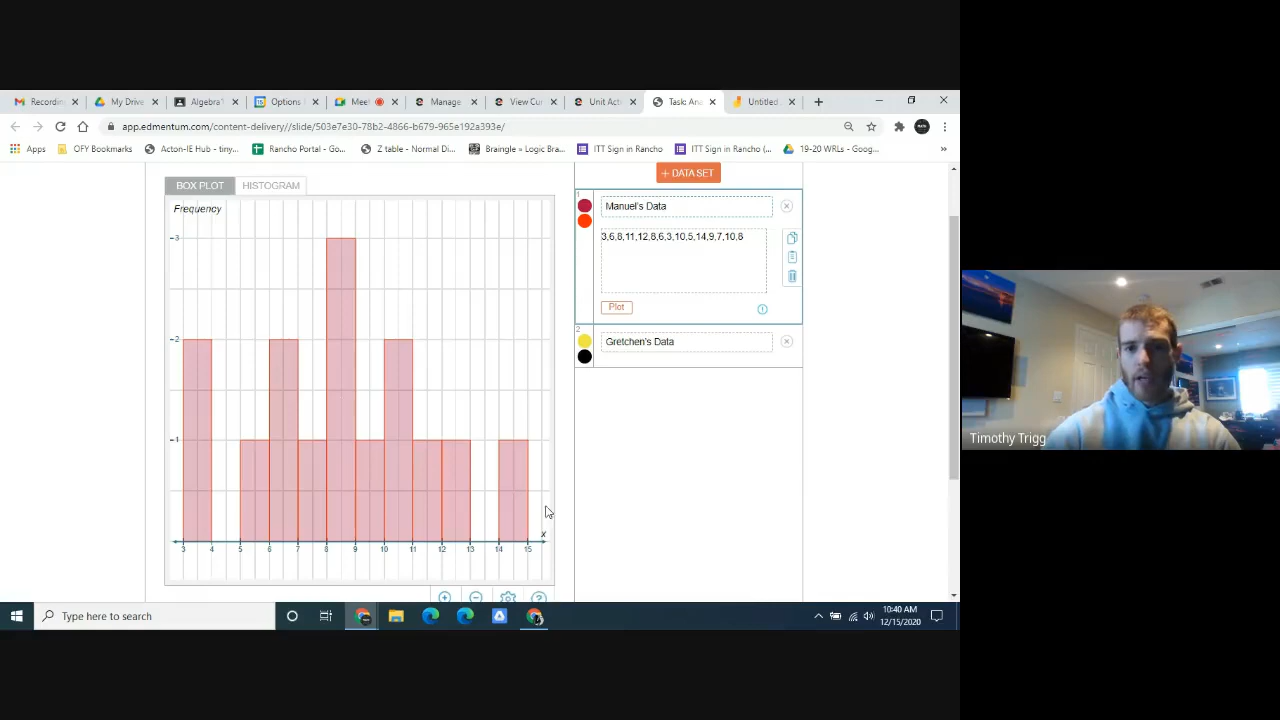 Recording
My Drive
Algebra
Options
Meet
Manage
View Cur
Unit Acti
Task: Ana
Untitled
app.edmentum.com/content-delivery//slide/503e7e30-78b2-4866-b679-965e192a393e/
Apps
OFY Bookmarks
Acton-IE Hub - tiny...
Rancho Portal - Go...
Z table - Normal Di...
Braingle » Logic Bra...
ITT Sign in Rancho
ITT Sign in Rancho (...
19-20 WRLs - Goog...
»
BOX PLOT
HISTOGRAM
Frequency
3
2
1
x
3 4 5 6 7 8 9 10 11 12 13 14 15
+ DATA SET
1
Manuel's Data
3,6,8,11,12,8,6,3,10,5,14,9,7,10,8
Plot
2
Gretchen's Data
Timothy Trigg
Type here to search
10:40 AM
12/15/2020